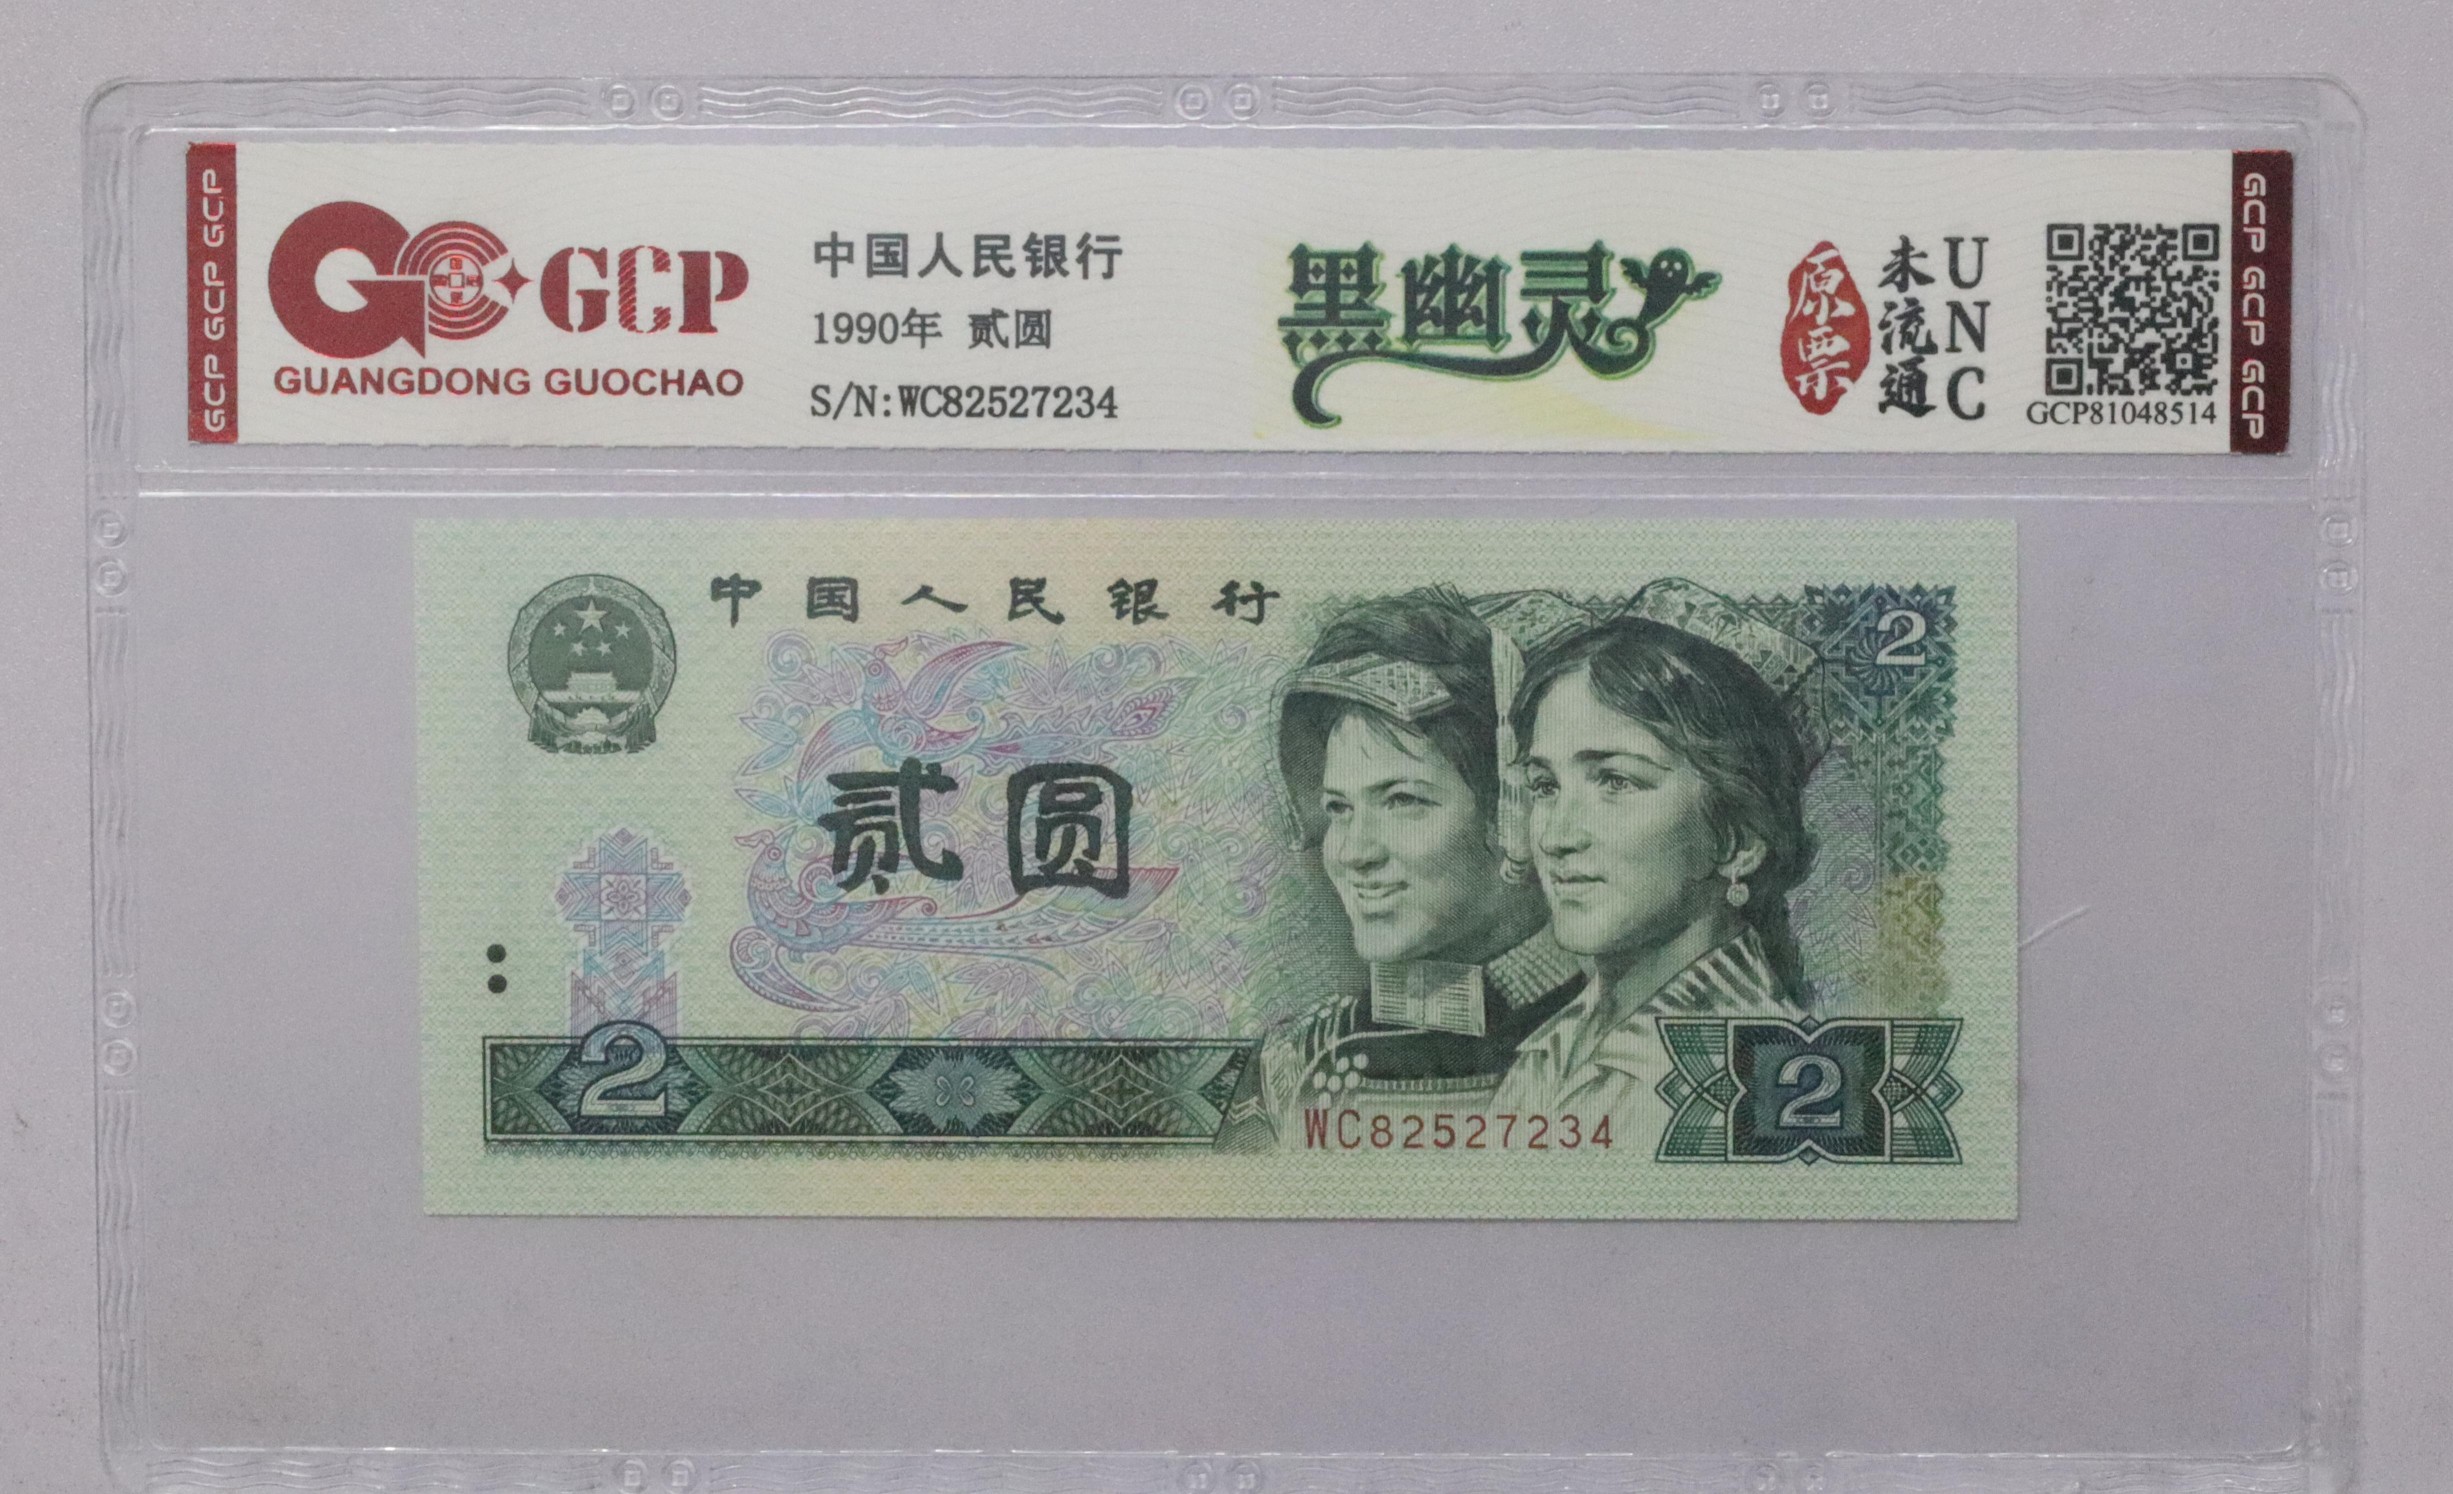 GCP GCP GCP
GCP
GUANGDONG GUOCHAO
中国人民银行
1990年 贰圆
S/N:WC82527234
黑幽灵
原票
未流通
UNC
GCP81048514
GCP GCP GCP
中国人民银行
2
贰圆
2
WC82527234
2